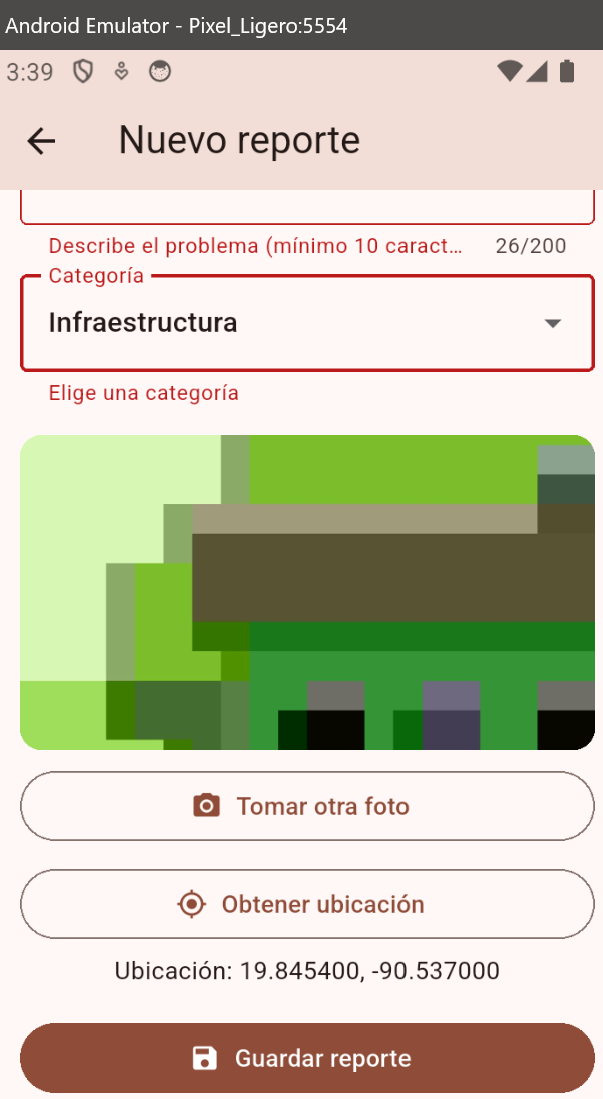 Android Emulator - Pixel_Ligero:5554
3:39
Nuevo reporte
Describe el problema (mínimo 10 caract... 26/200
Categoría
Infraestructura
Elige una categoría
Tomar otra foto
Obtener ubicación
Ubicación: 19.845400, -90.537000
Guardar reporte